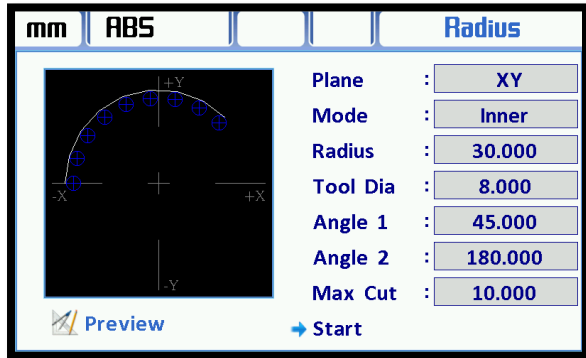 mm ABS Radius
+Y
-X +X
-Y
Plane : XY
Mode : Inner
Radius : 30.000
Tool Dia : 8.000
Angle 1 : 45.000
Angle 2 : 180.000
Max Cut : 10.000
Preview
Start